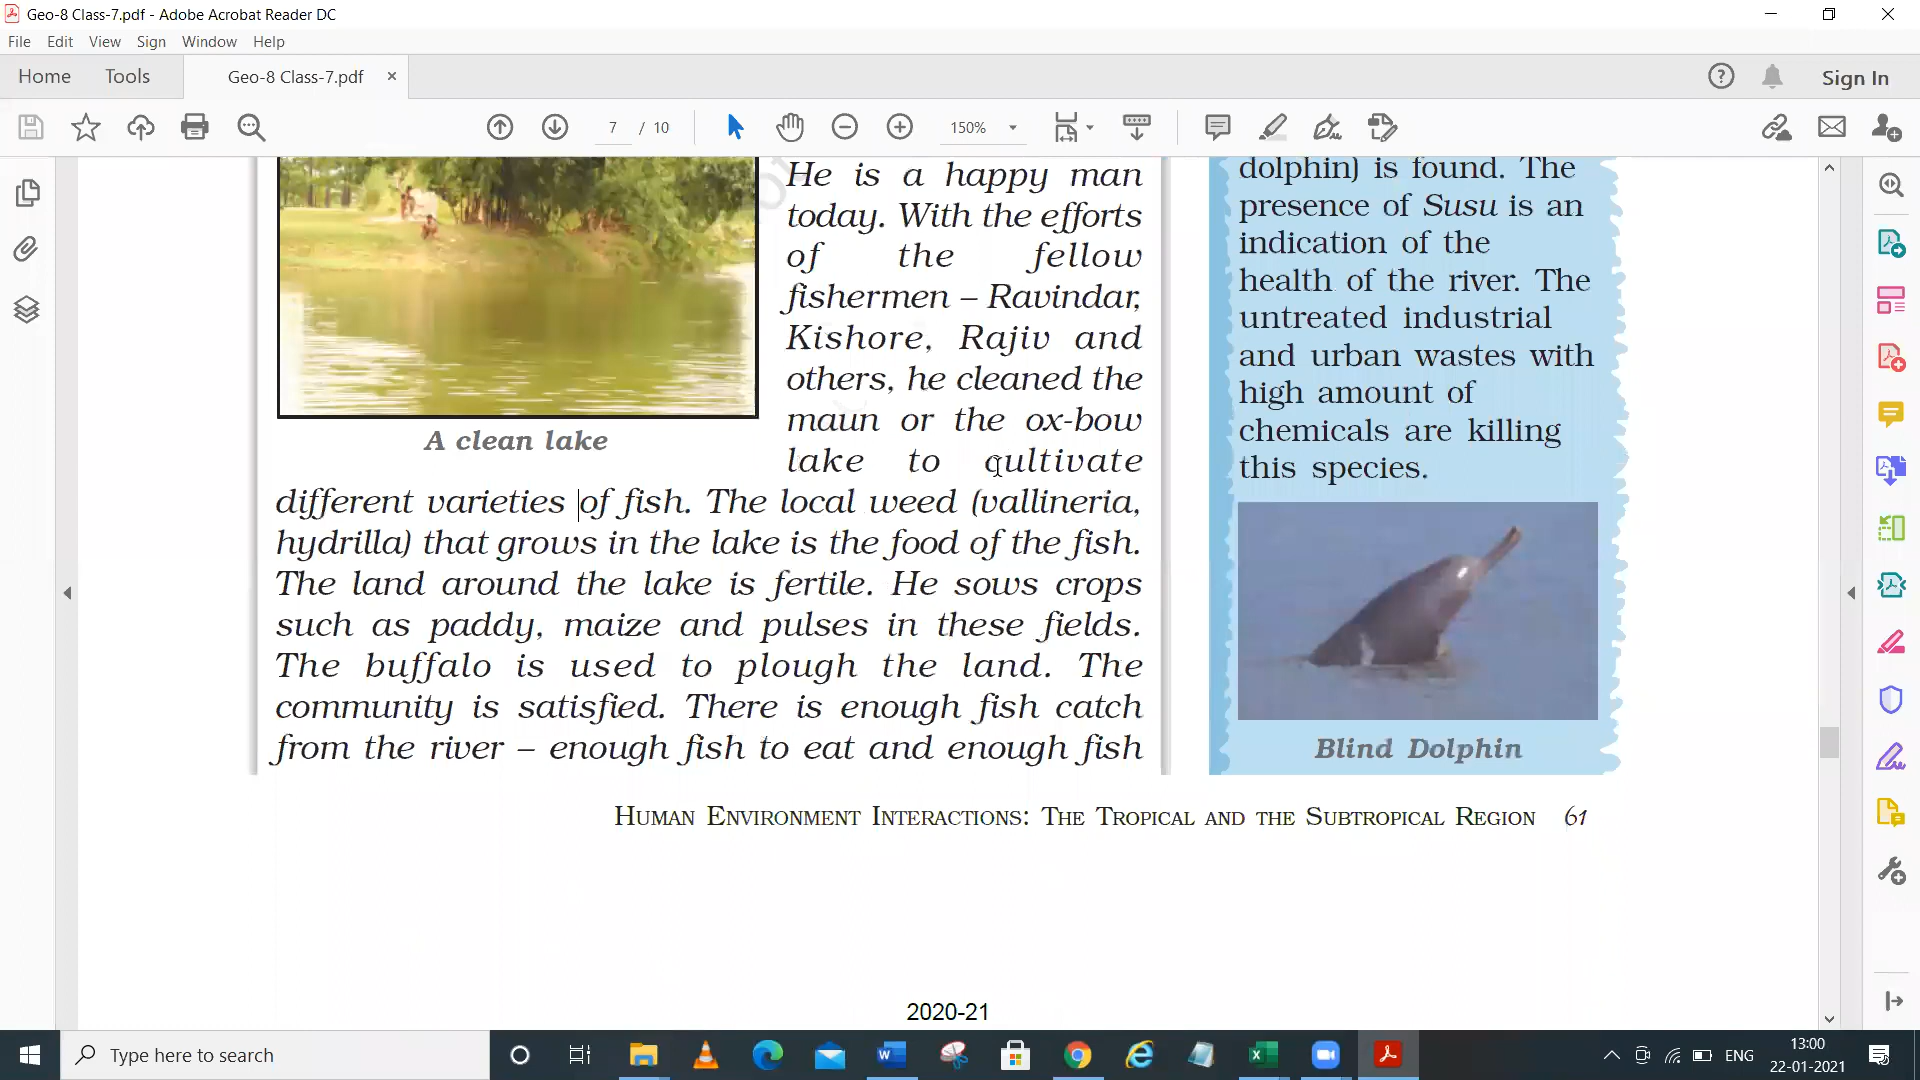 Geo-8 Class-7.pdf - Adobe Acrobat Reader DC
File Edit View Sign Window Help
Home Tools Geo-8 Class-7.pdf × Sign In
7 / 10 150%
He is a happy man
today. With the efforts
of the fellow
fishermen – Ravindar,
Kishore, Rajiv and
others, he cleaned the
maun or the ox-bow
lake to cultivate
A clean lake
different varieties of fish. The local weed (vallineria,
hydrilla) that grows in the lake is the food of the fish.
The land around the lake is fertile. He sows crops
such as paddy, maize and pulses in these fields.
The buffalo is used to plough the land. The
community is satisfied. There is enough fish catch
from the river – enough fish to eat and enough fish
dolphin) is found. The
presence of Susu is an
indication of the
health of the river. The
untreated industrial
and urban wastes with
high amount of
chemicals are killing
this species.
Blind Dolphin
HUMAN ENVIRONMENT INTERACTIONS: THE TROPICAL AND THE SUBTROPICAL REGION 61
2020-21
Type here to search
ENG
13:00
22-01-2021